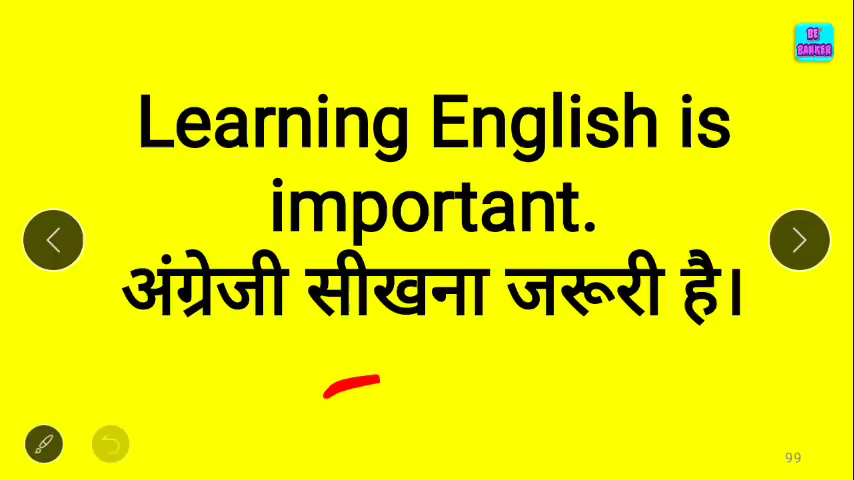 BE
BANKER
Learning English is
important.
अंग्रेजी सीखना जरूरी है।
99